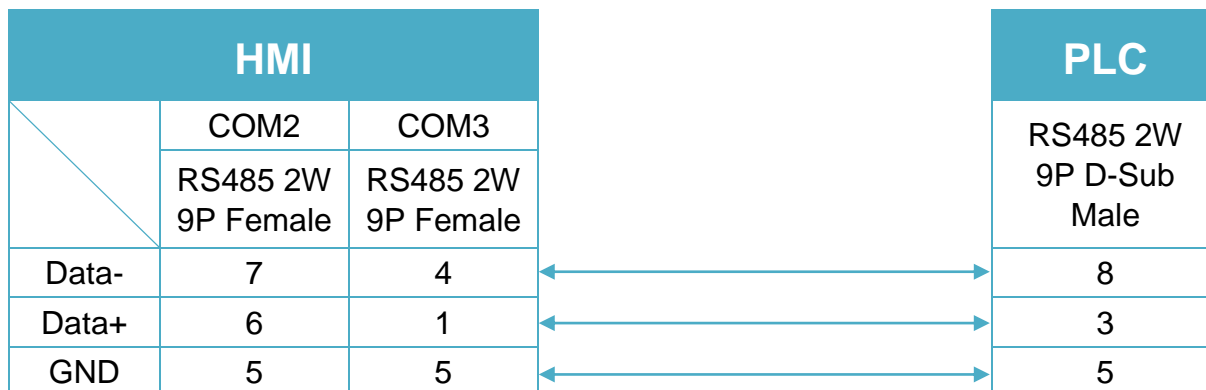 HMI
PLC
COM2 COM3
RS485 2W
9P Female
RS485 2W
9P Female
RS485 2W
9P D-Sub
Male
Data- 7 4 8
Data+ 6 1 3
GND 5 5 5